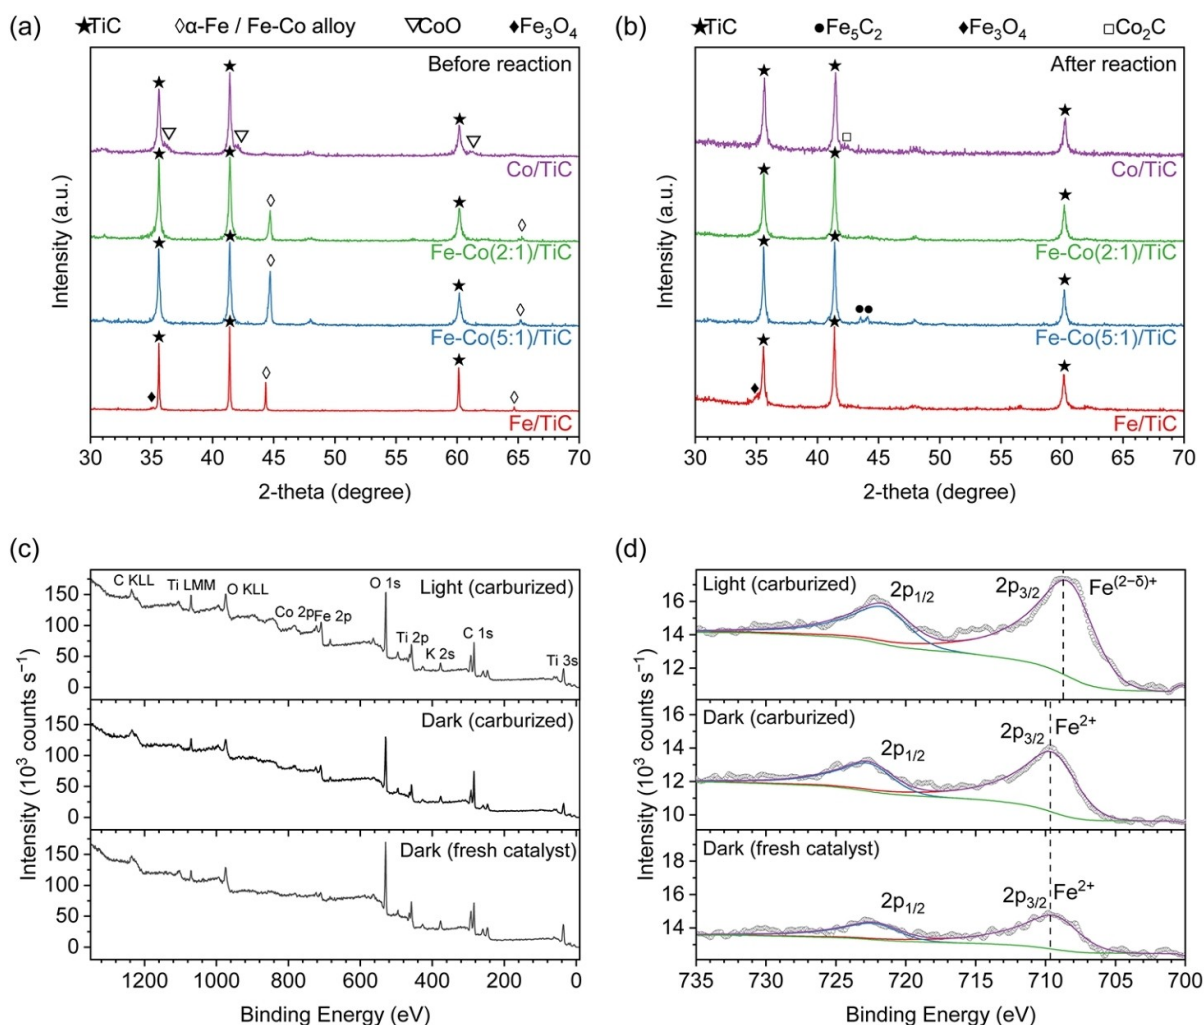 (a)
★TiC ◊α-Fe / Fe-Co alloy ▽CoO ♦Fe₃O₄
Before reaction
Co/TiC
Fe-Co(2:1)/TiC
Fe-Co(5:1)/TiC
Fe/TiC
Intensity (a.u.)
30 35 40 45 50 55 60 65 70
2-theta (degree)
(b)
★TiC ●Fe₅C₂ ♦Fe₃O₄ □Co₂C
After reaction
Co/TiC
Fe-Co(2:1)/TiC
Fe-Co(5:1)/TiC
Fe/TiC
Intensity (a.u.)
30 35 40 45 50 55 60 65 70
2-theta (degree)
(c)
Light (carburized)
C KLL
Ti LMM
O KLL
Co 2p
Fe 2p
O 1s
Ti 2p
K 2s
C 1s
Ti 3s
150
100
50
0
Dark (carburized)
150
100
50
0
Dark (fresh catalyst)
150
100
50
0
Intensity (10³ counts s⁻¹)
1200 1000 800 600 400 200 0
Binding Energy (eV)
(d)
Light (carburized)
2p₁/₂
2p₃/₂
Fe⁽²⁻ᵟ⁾⁺
16
14
12
Dark (carburized)
2p₁/₂
2p₃/₂
Fe²⁺
16
14
12
10
Dark (fresh catalyst)
2p₁/₂
2p₃/₂
Fe²⁺
16
14
Intensity (10³ counts s⁻¹)
735 730 725 720 715 710 705 700
Binding Energy (eV)